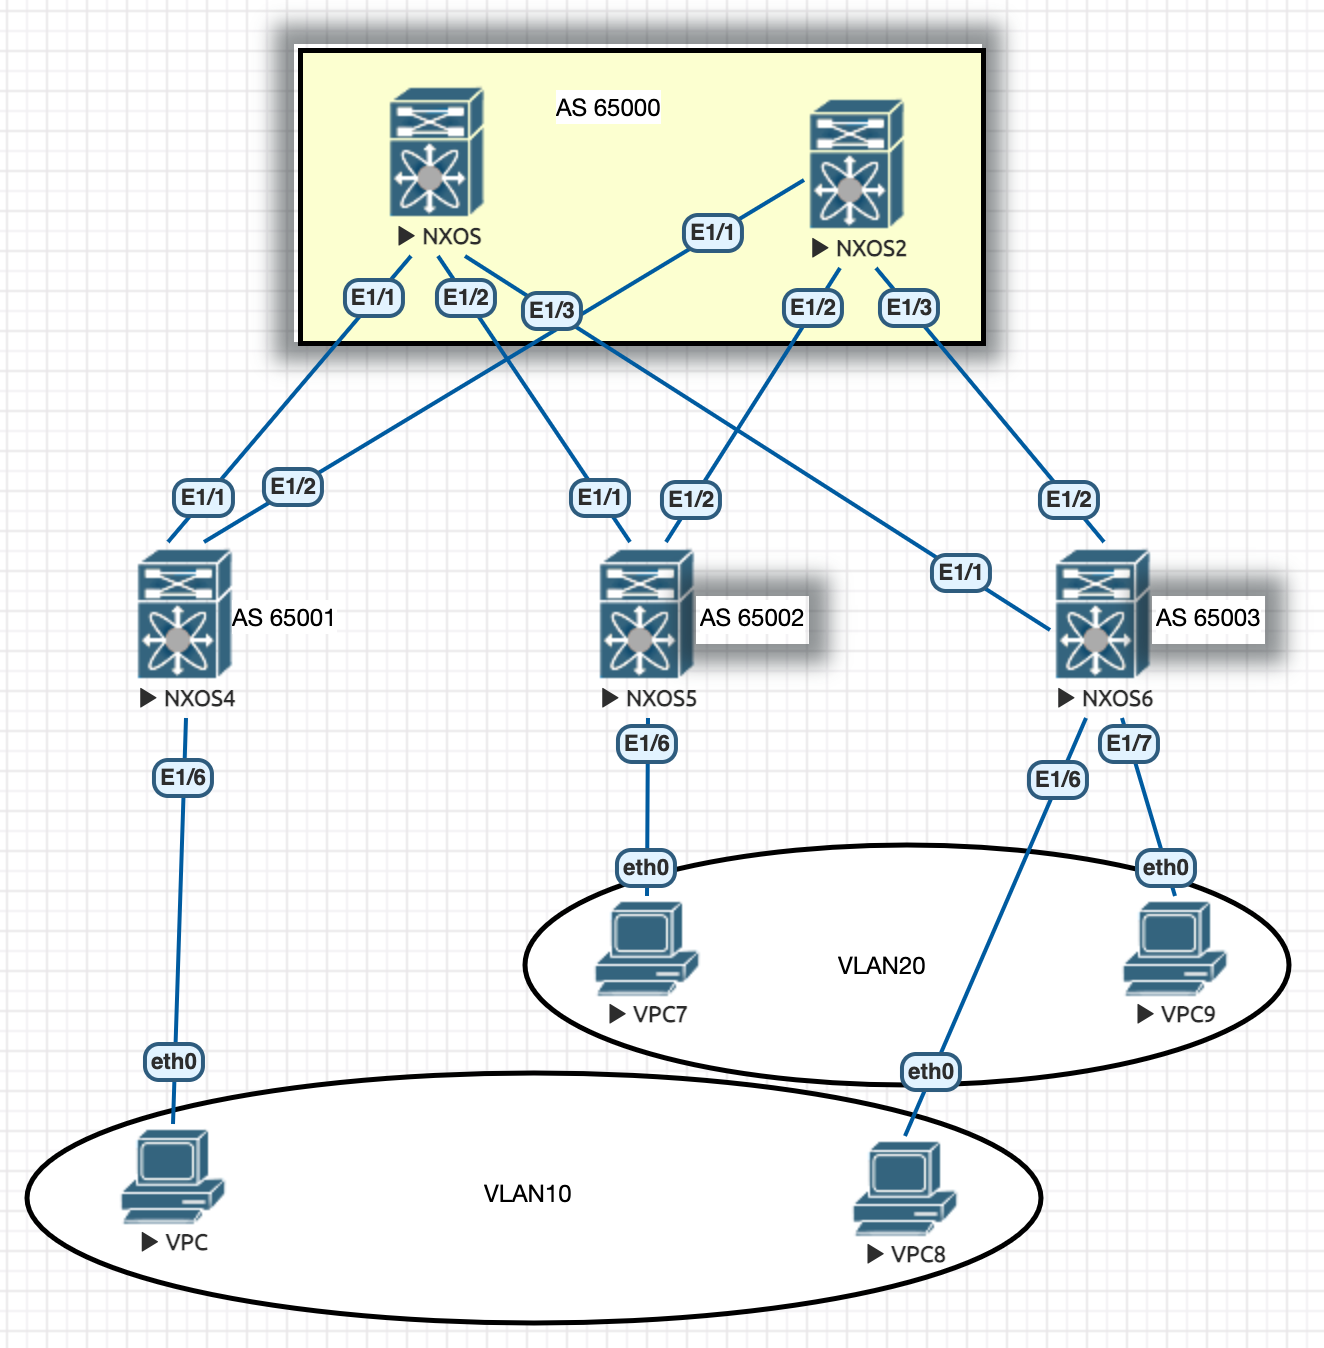 AS 65000
NXOS
NXOS2
E1/1
E1/1
E1/2
E1/3
E1/2
E1/3
E1/1
E1/2
E1/1
E1/2
E1/2
E1/1
AS 65001
AS 65002
AS 65003
NXOS4
NXOS5
NXOS6
E1/6
E1/6
E1/6
E1/7
eth0
eth0
VLAN20
VPC7
VPC9
eth0
eth0
VLAN10
VPC
VPC8